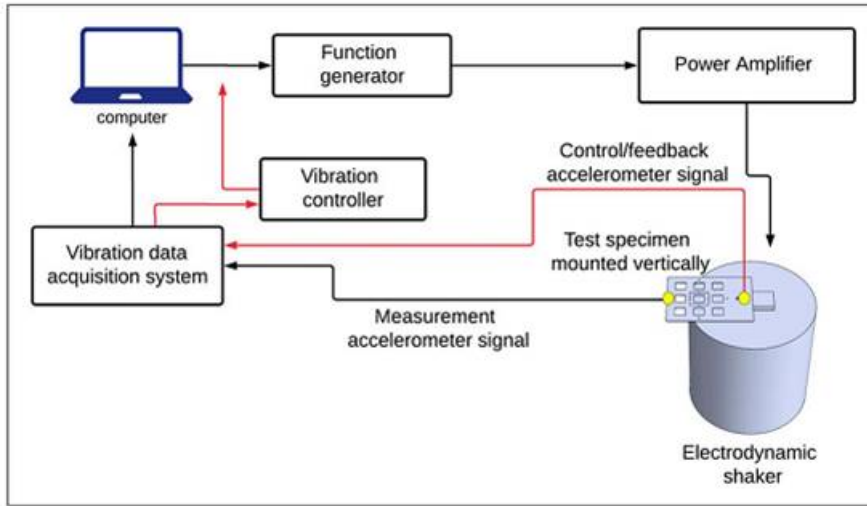 Function
generator
Power Amplifier
computer
Control/feedback
accelerometer signal
Vibration
controller
Vibration data
acquisition system
Test specimen
mounted vertically
Measurement
accelerometer signal
Electrodynamic
shaker